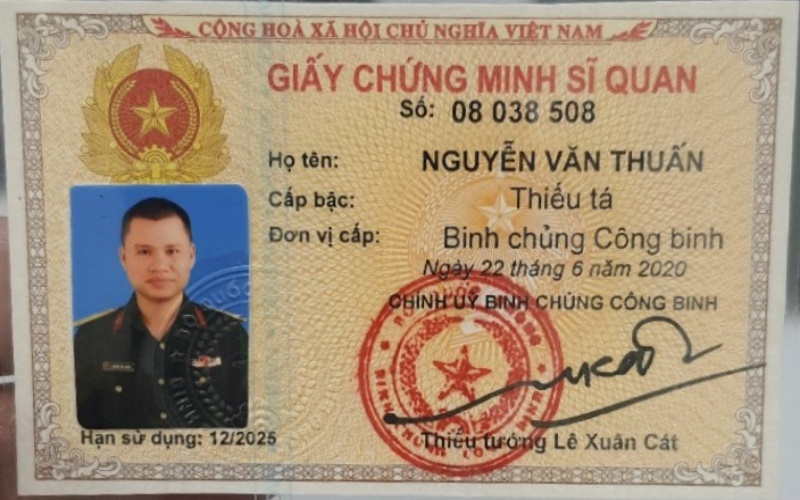 CỘNG HOÀ XÃ HỘI CHỦ NGHĨA VIỆT NAM
GIẤY CHỨNG MINH SĨ QUAN
Số: 08 038 508
Họ tên: NGUYỄN VĂN THUẤN
Cấp bậc: Thiếu tá
Đơn vị cấp: Binh chủng Công binh
Ngày 22 tháng 6 năm 2020
CHÍNH UỶ BINH CHỦNG CÔNG BINH
Hạn sử dụng: 12/2025
Thiếu tướng Lê Xuân Cát